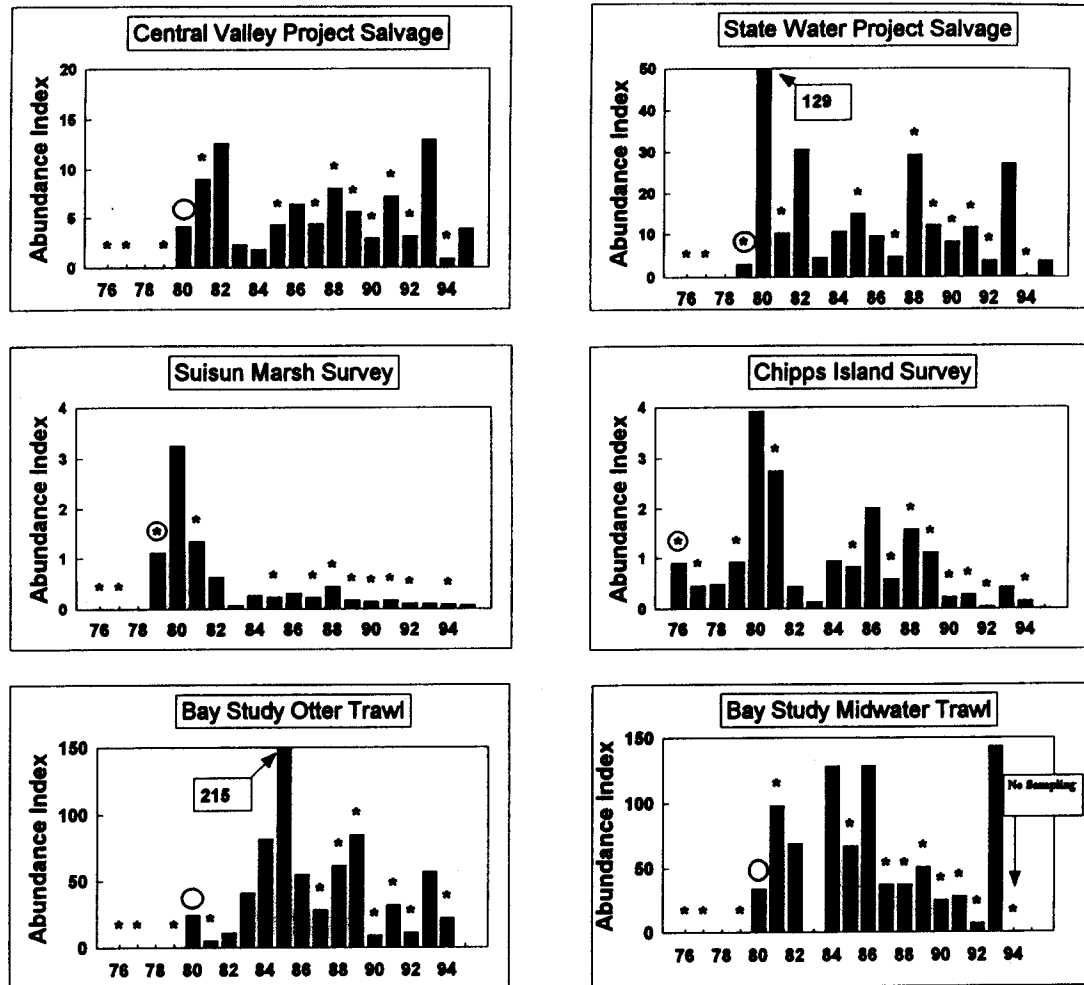 Central Valley Project Salvage
Abundance Index
20
15
10
5
0
* * * * * * * * * * * *
76 78 80 82 84 86 88 90 92 94
State Water Project Salvage
Abundance Index
50
40
30
20
10
0
129
* * * * * * * * * * * *
76 78 80 82 84 86 88 90 92 94
Suisun Marsh Survey
Abundance Index
4
3
2
1
0
* * * * * * * * * * * *
76 78 80 82 84 86 88 90 92 94
Chipps Island Survey
Abundance Index
4
3
2
1
0
* * * * * * * * * * * *
76 78 80 82 84 86 88 90 92 94
Bay Study Otter Trawl
Abundance Index
150
100
50
0
215
* * * * * * * * * * *
76 78 80 82 84 86 88 90 92 94
Bay Study Midwater Trawl
Abundance Index
150
100
50
0
No Sampling
* * * * * * * * * * * *
76 78 80 82 84 86 88 90 92 94